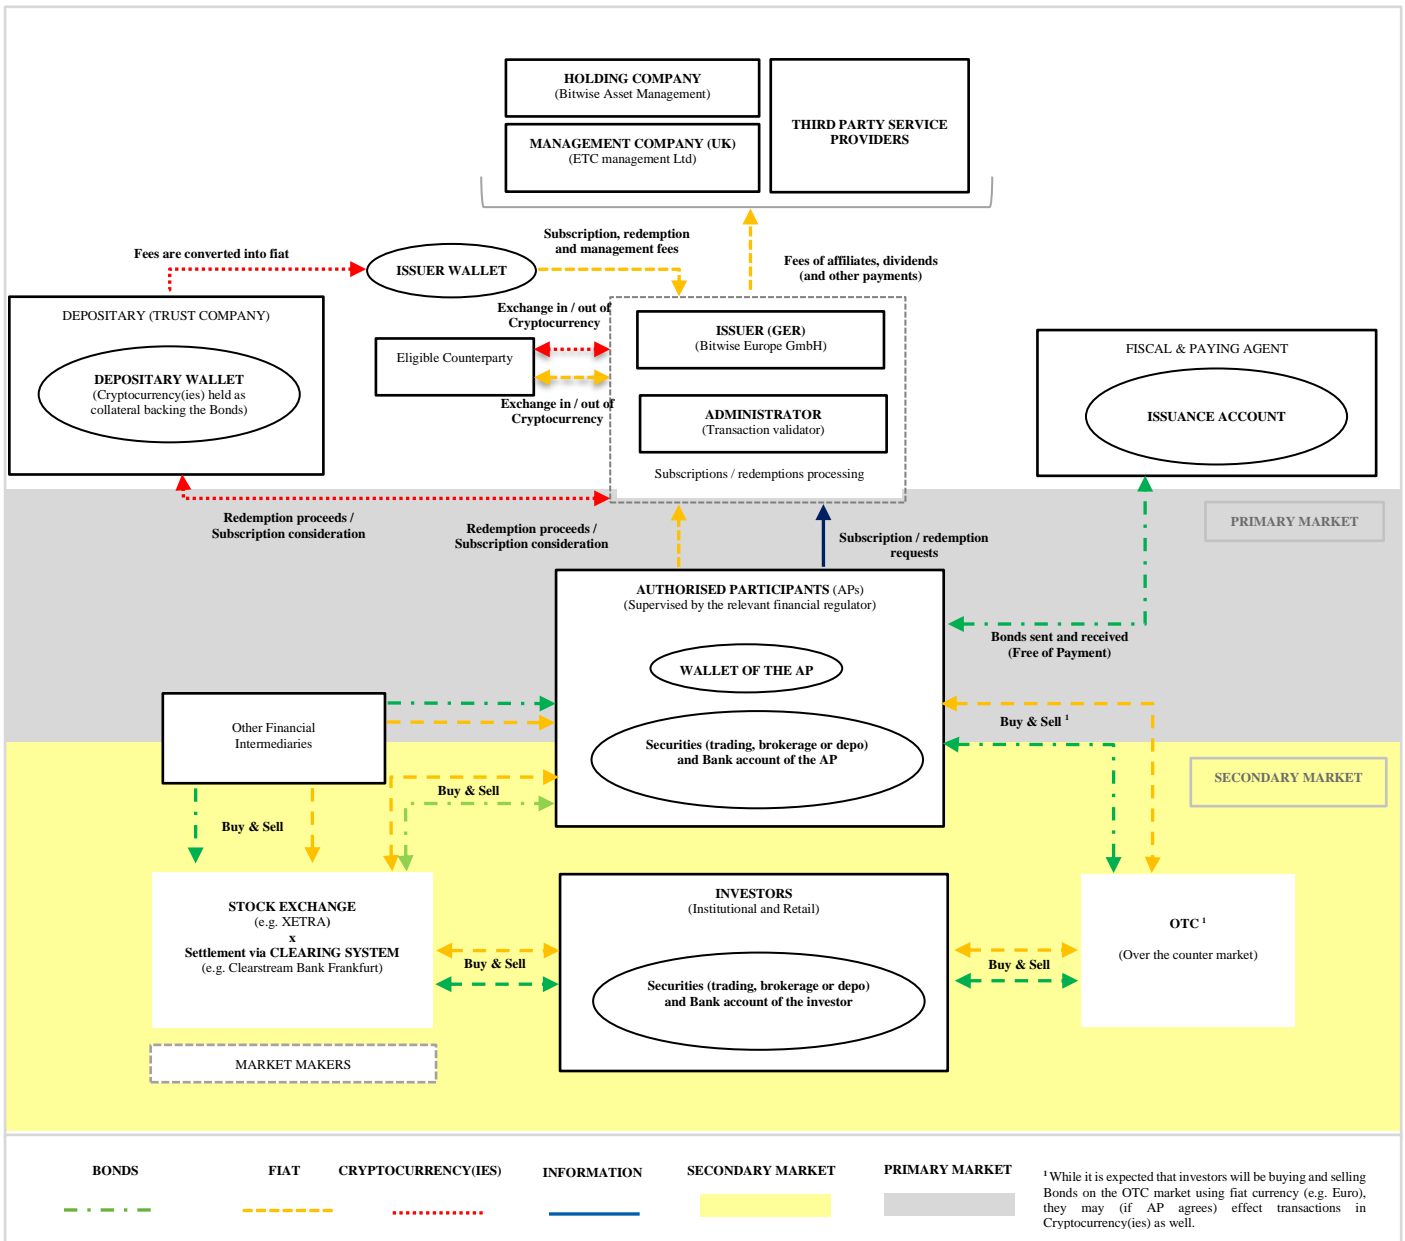 HOLDING COMPANY
(Bitwise Asset Management)
THIRD PARTY SERVICE
PROVIDERS
MANAGEMENT COMPANY (UK)
(ETC management Ltd)
Fees are converted into fiat
ISSUER WALLET
Subscription, redemption
and management fees
Fees of affiliates, dividends
(and other payments)
DEPOSITARY (TRUST COMPANY)
DEPOSITARY WALLET
(Cryptocurrency(ies) held as
collateral backing the Bonds)
Exchange in / out of
Cryptocurrency
Eligible Counterparty
Exchange in / out of
Cryptocurrency
ISSUER (GER)
(Bitwise Europe GmbH)
ADMINISTRATOR
(Transaction validator)
Subscriptions / redemptions processing
FISCAL & PAYING AGENT
ISSUANCE ACCOUNT
Redemption proceeds /
Subscription consideration
Redemption proceeds /
Subscription consideration
Subscription / redemption
requests
PRIMARY MARKET
AUTHORISED PARTICIPANTS (APs)
(Supervised by the relevant financial regulator)
WALLET OF THE AP
Securities (trading, brokerage or depo)
and Bank account of the AP
Bonds sent and received
(Free of Payment)
Other Financial
Intermediaries
Buy & Sell ¹
SECONDARY MARKET
Buy & Sell
Buy & Sell
STOCK EXCHANGE
(e.g. XETRA)
x
Settlement via CLEARING SYSTEM
(e.g. Clearstream Bank Frankfurt)
Buy & Sell
INVESTORS
(Institutional and Retail)
Securities (trading, brokerage or depo)
and Bank account of the investor
Buy & Sell
OTC ¹
(Over the counter market)
MARKET MAKERS
BONDS
FIAT
CRYPTOCURRENCY(IES)
INFORMATION
SECONDARY MARKET
PRIMARY MARKET
¹ While it is expected that investors will be buying and selling
Bonds on the OTC market using fiat currency (e.g. Euro),
they may (if AP agrees) effect transactions in
Cryptocurrency(ies) as well.